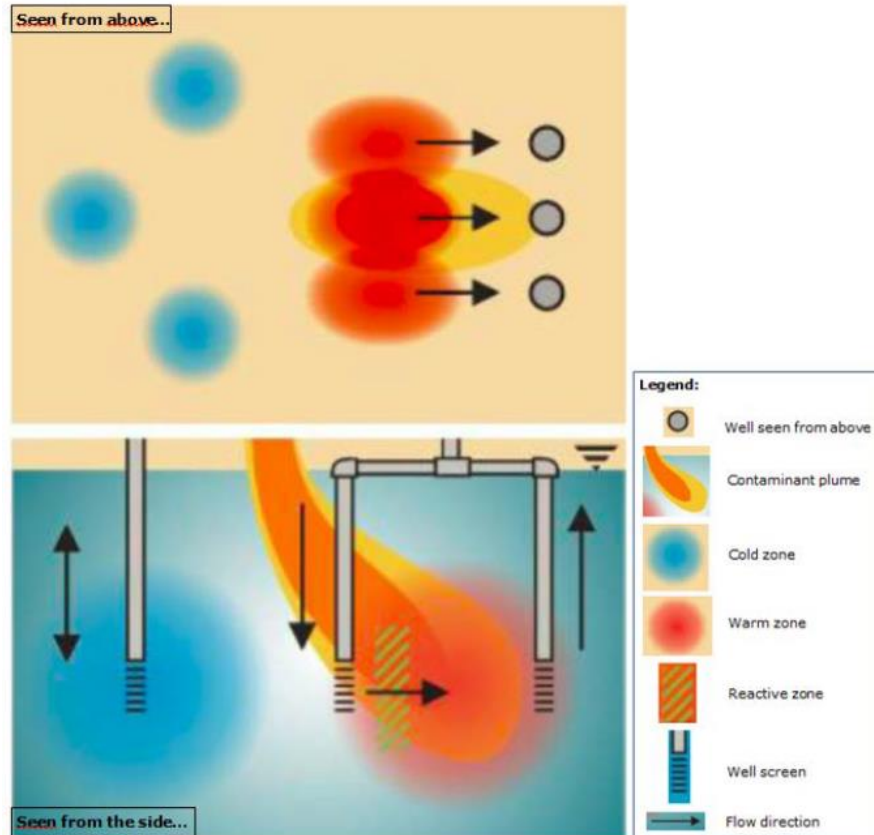 Seen from above...
Legend:
Well seen from above
Contaminant plume
Cold zone
Warm zone
Reactive zone
Well screen
Flow direction
Seen from the side...